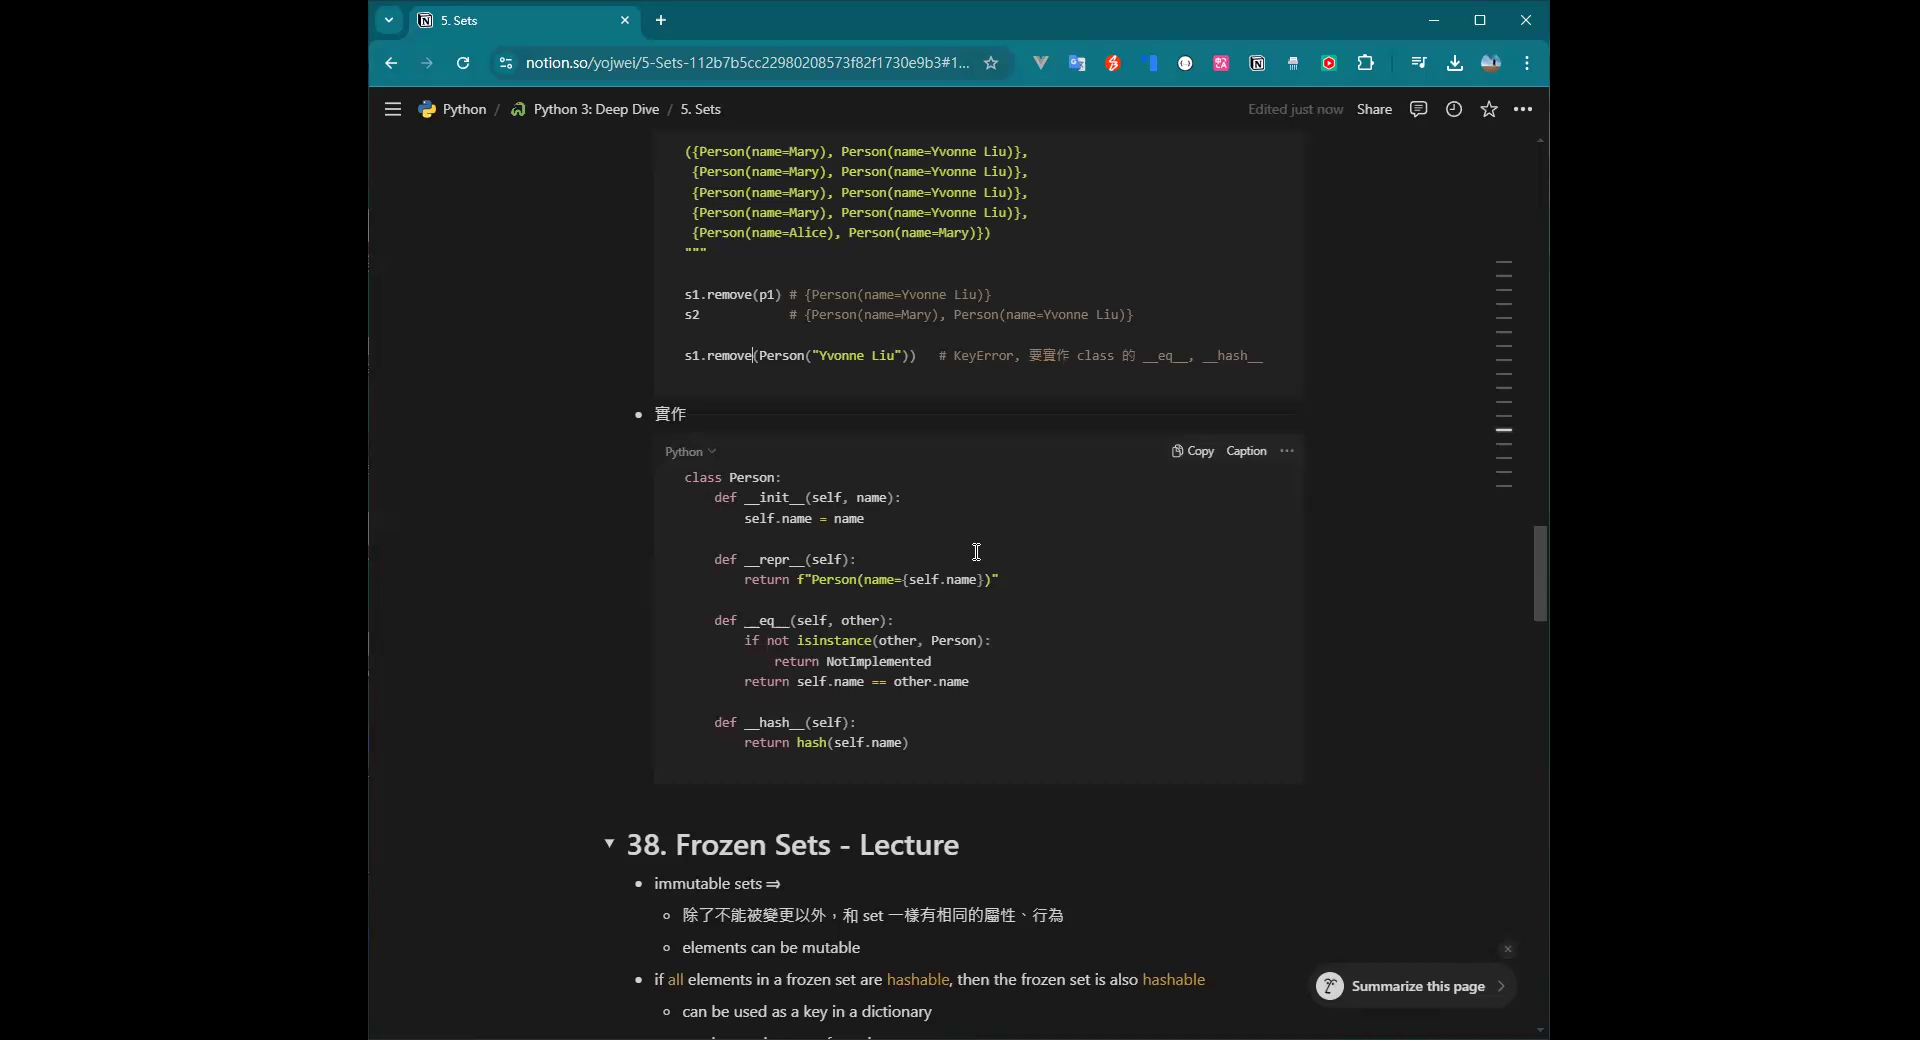 5. Sets
notion.so/yojwei/5-Sets-112b7b5cc22980208573f82f1730e9b3#1...
Python / Python 3: Deep Dive / 5. Sets
Edited just now Share
({Person(name=Mary), Person(name=Yvonne Liu)},
{Person(name=Mary), Person(name=Yvonne Liu)},
{Person(name=Mary), Person(name=Yvonne Liu)},
{Person(name=Mary), Person(name=Yvonne Liu)},
{Person(name=Alice), Person(name=Mary)})
"""
s1.remove(p1) # {Person(name=Yvonne Liu)}
s2 # {Person(name=Mary), Person(name=Yvonne Liu)}
s1.remove(Person("Yvonne Liu")) # KeyError, 要實作 class 的 __eq__, __hash__
實作
Python Copy Caption
class Person:
def __init__(self, name):
self.name = name
def __repr__(self):
return f"Person(name={self.name})"
def __eq__(self, other):
if not isinstance(other, Person):
return NotImplemented
return self.name == other.name
def __hash__(self):
return hash(self.name)
38. Frozen Sets - Lecture
immutable sets ⇒
除了不能被變更以外，和 set 一樣有相同的屬性、行為
elements can be mutable
if all elements in a frozen set are hashable, then the frozen set is also hashable
can be used as a key in a dictionary
Summarize this page